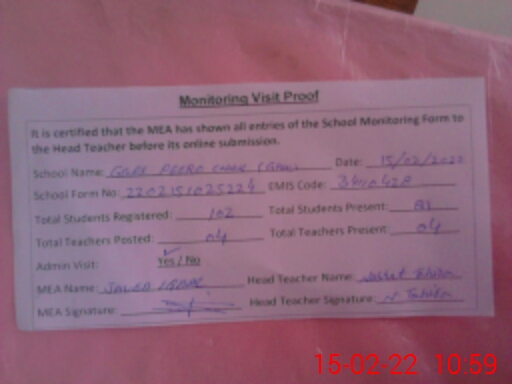 Monitoring Visit Proof
It is certified that the MEA has shown all entries of the School Monitoring Form to
the Head Teacher before its online submission.
School Name: Date: 15/02/2022
School Form No: EMIS Code:
Total Students Registered: 102 Total Students Present: 81
Total Teachers Posted: 04 Total Teachers Present: 04
Admin Visit: Yes / No
MEA Name: Head Teacher Name:
MEA Signature: Head Teacher Signature:
15-02-22 10:59